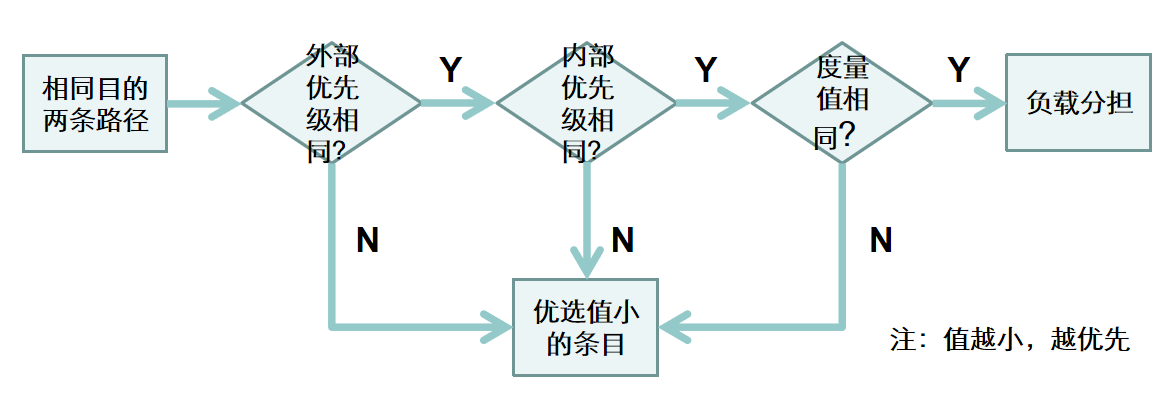 相同目的
两条路径
外部
优先
级相
同？
Y
内部
优先
级相
同？
Y
度量
值相
同？
Y
负载分担
N
N
N
优选值小
的条目
注：值越小，越优先